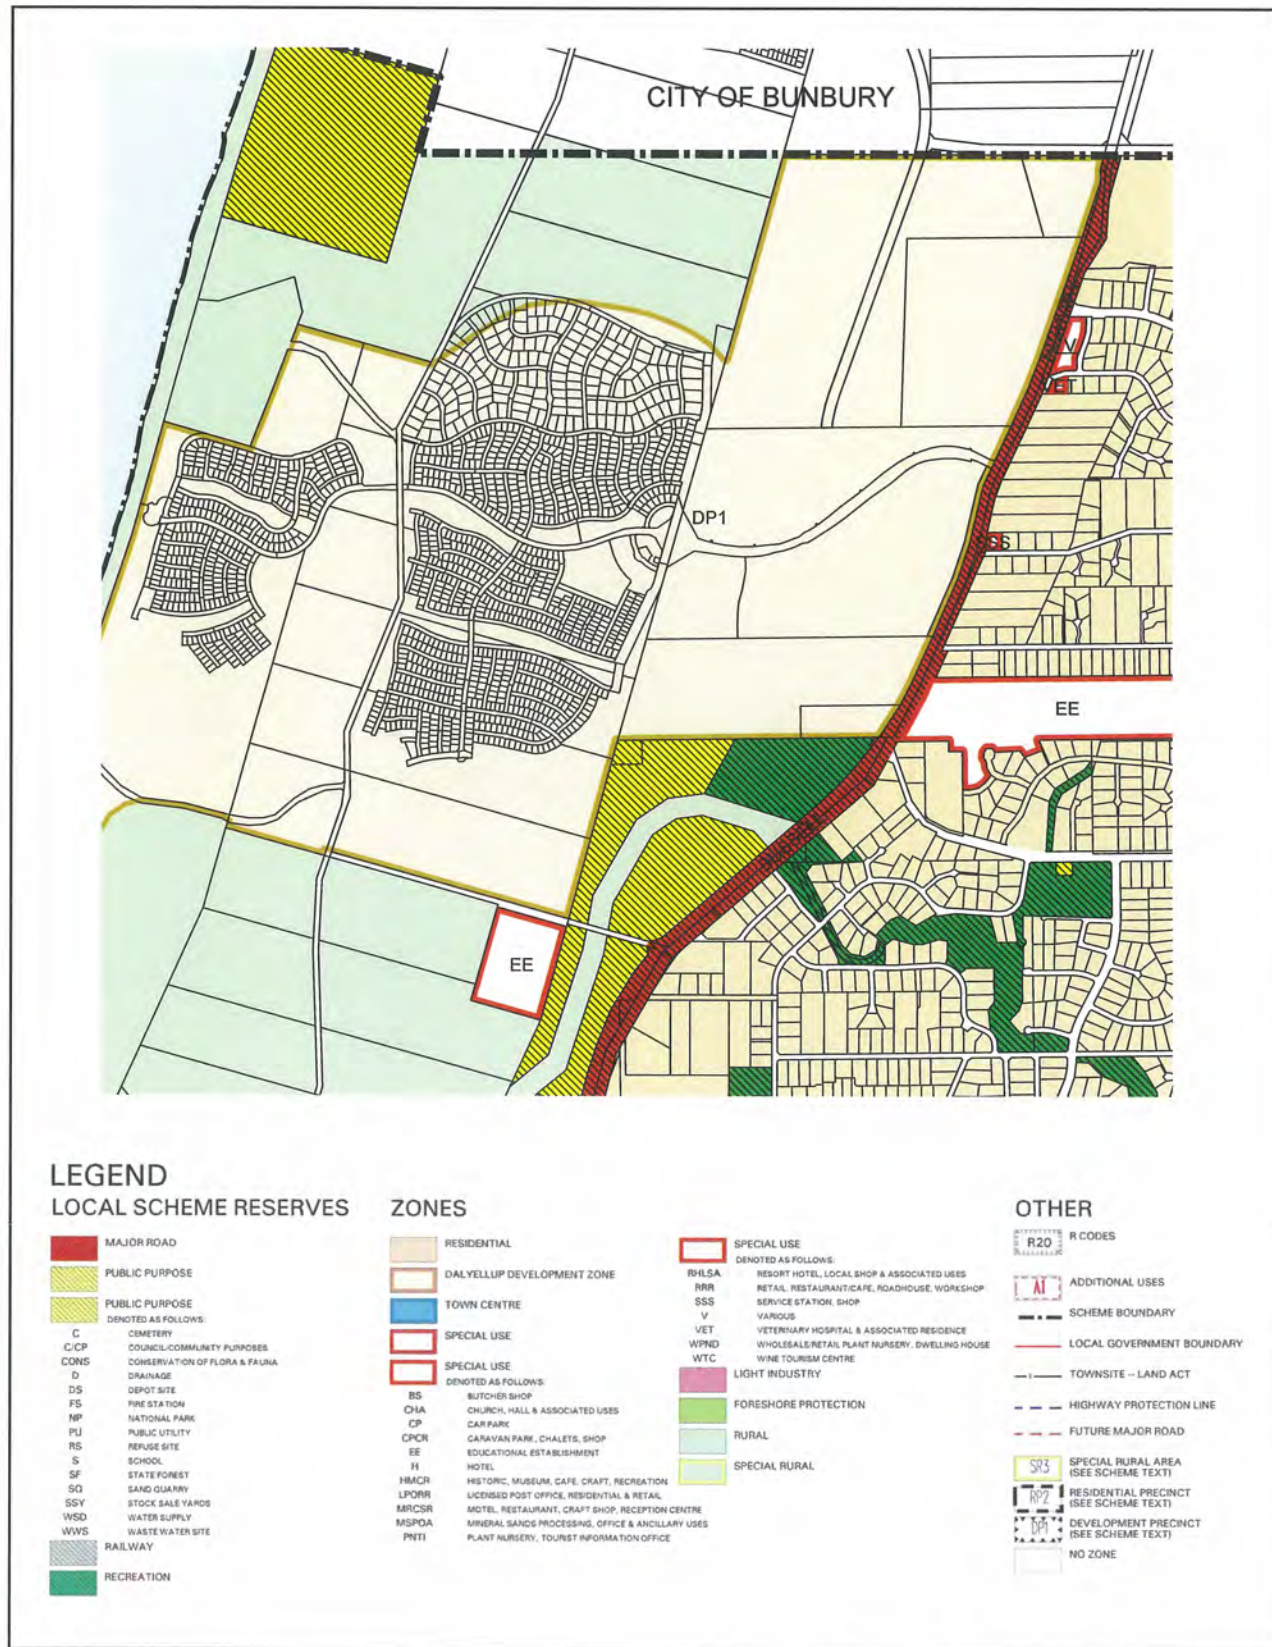 CITY OF BUNBURY
V
VET
DP1
SSS
EE
EE
LEGEND
LOCAL SCHEME RESERVES
MAJOR ROAD
PUBLIC PURPOSE
PUBLIC PURPOSE
DENOTED AS FOLLOWS:
C CEMETERY
C/CP COUNCIL/COMMUNITY PURPOSES
CONS CONSERVATION OF FLORA & FAUNA
D DRAINAGE
DS DEPOT SITE
FS FIRE STATION
NP NATIONAL PARK
PU PUBLIC UTILITY
RS REFUSE SITE
S SCHOOL
SF STATE FOREST
SQ SAND QUARRY
SSY STOCK SALE YARDS
WSD WATER SUPPLY
WWS WASTE WATER SITE
RAILWAY
RECREATION
ZONES
RESIDENTIAL
DALYELLUP DEVELOPMENT ZONE
TOWN CENTRE
SPECIAL USE
SPECIAL USE
DENOTED AS FOLLOWS:
BS BUTCHER SHOP
CHA CHURCH, HALL & ASSOCIATED USES
CP CAR PARK
CPCR CARAVAN PARK, CHALETS, SHOP
EE EDUCATIONAL ESTABLISHMENT
H HOTEL
HMCR HISTORIC, MUSEUM, CAFE, CRAFT, RECREATION
LPORR LICENSED POST OFFICE, RESIDENTIAL & RETAIL
MRCSR MOTEL, RESTAURANT, CRAFT SHOP, RECEPTION CENTRE
MSPOA MINERAL SANDS PROCESSING, OFFICE & ANCILLARY USES
PNTI PLANT NURSERY, TOURIST INFORMATION OFFICE
SPECIAL USE
DENOTED AS FOLLOWS:
RHLSA RESORT HOTEL, LOCAL SHOP & ASSOCIATED USES
RRR RETAIL, RESTAURANT/CAFE, ROADHOUSE, WORKSHOP
SSS SERVICE STATION, SHOP
V VARIOUS
VET VETERINARY HOSPITAL & ASSOCIATED RESIDENCE
WPND WHOLESALE/RETAIL PLANT NURSERY, DWELLING HOUSE
WTC WINE TOURISM CENTRE
LIGHT INDUSTRY
FORESHORE PROTECTION
RURAL
SPECIAL RURAL
OTHER
R20 R CODES
A1 ADDITIONAL USES
SCHEME BOUNDARY
LOCAL GOVERNMENT BOUNDARY
TOWNSITE -- LAND ACT
HIGHWAY PROTECTION LINE
FUTURE MAJOR ROAD
SR3 SPECIAL RURAL AREA
(SEE SCHEME TEXT)
RP2 RESIDENTIAL PRECINCT
(SEE SCHEME TEXT)
DP1 DEVELOPMENT PRECINCT
(SEE SCHEME TEXT)
NO ZONE